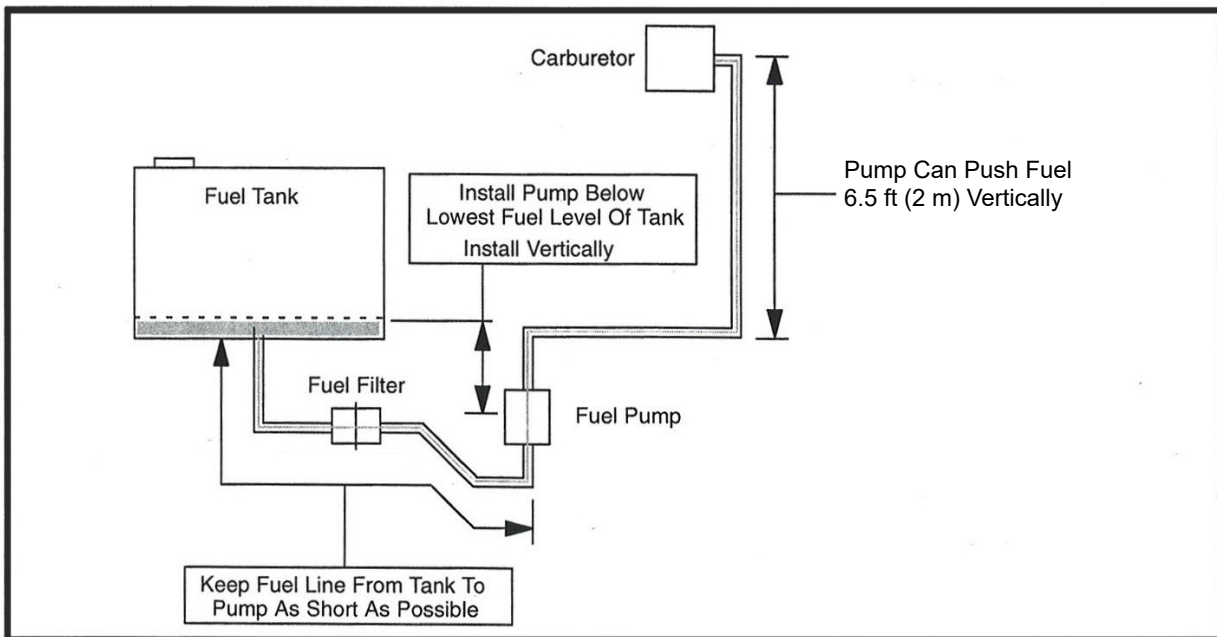 Carburetor
Pump Can Push Fuel
6.5 ft (2 m) Vertically
Fuel Tank
Install Pump Below
Lowest Fuel Level Of Tank
Install Vertically
Fuel Filter
Fuel Pump
Keep Fuel Line From Tank To
Pump As Short As Possible